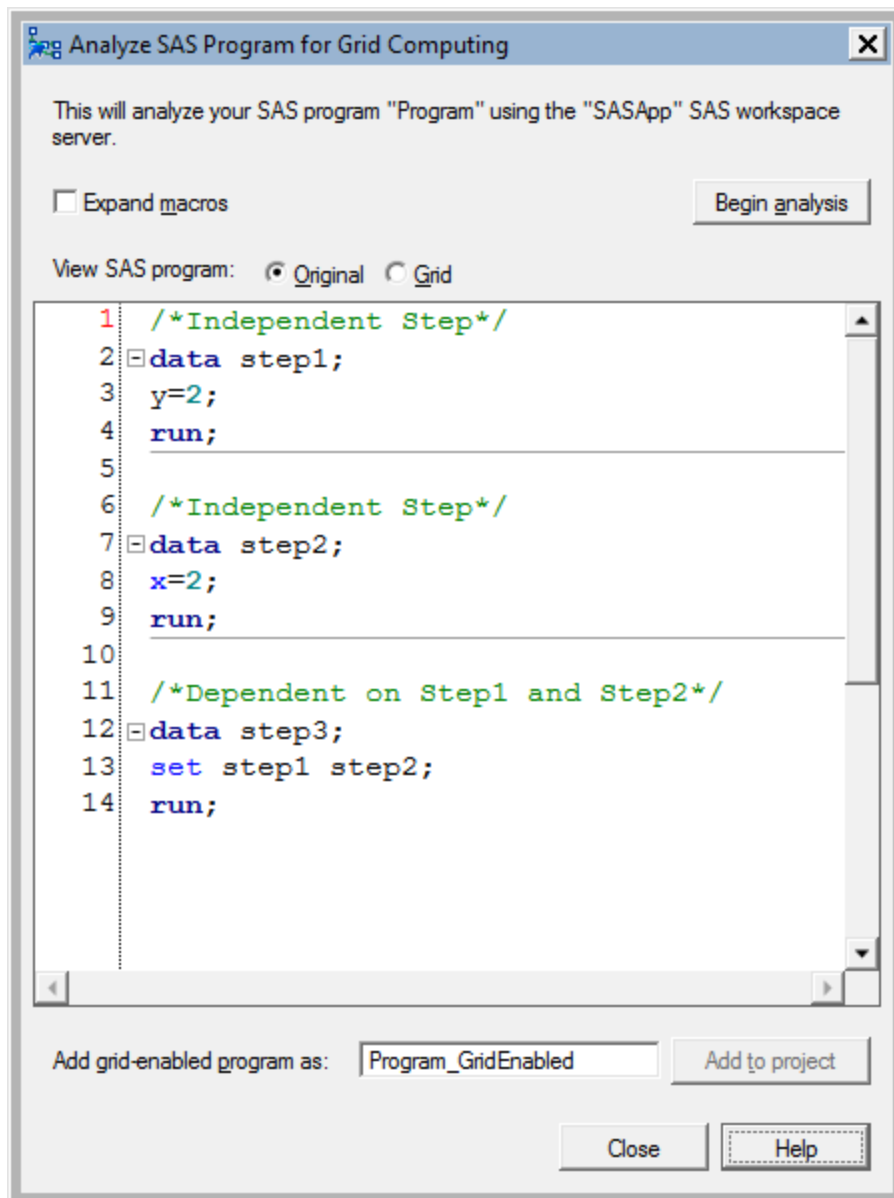 Analyze SAS Program for Grid Computing
This will analyze your SAS program "Program" using the "SASApp" SAS workspace
server.
Expand macros
Begin analysis
View SAS program: Original Grid
1 /*Independent Step*/
2 data step1;
3 y=2;
4 run;
5
6 /*Independent Step*/
7 data step2;
8 x=2;
9 run;
10
11 /*Dependent on Step1 and Step2*/
12 data step3;
13 set step1 step2;
14 run;
Add grid-enabled program as: Program_GridEnabled Add to project
Close Help